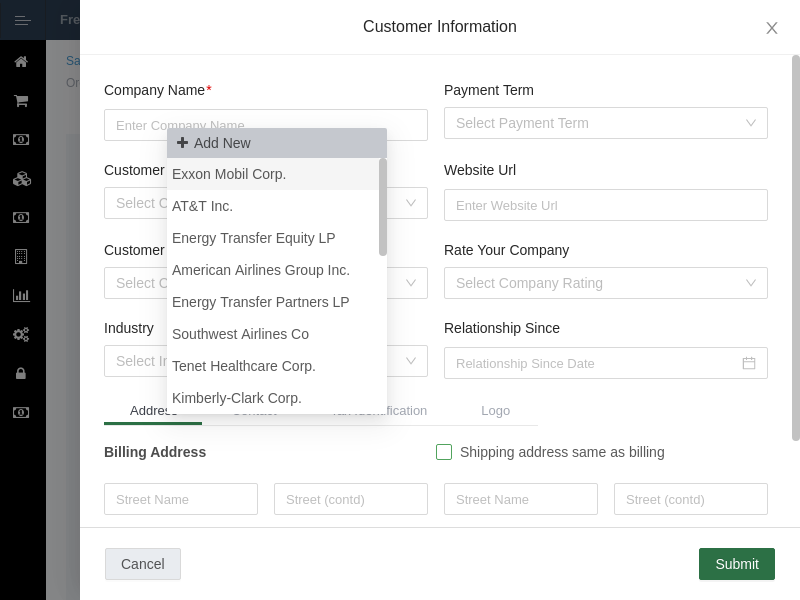 Fre
Customer Information
Sa
Or
Company Name*
Payment Term
Enter Company Name
Select Payment Term
+ Add New
Exxon Mobil Corp.
AT&T Inc.
Energy Transfer Equity LP
American Airlines Group Inc.
Energy Transfer Partners LP
Southwest Airlines Co
Tenet Healthcare Corp.
Kimberly-Clark Corp.
Customer
Website Url
Select C
Enter Website Url
Customer
Rate Your Company
Select C
Select Company Rating
Industry
Relationship Since
Select In
Relationship Since Date
Address
Contact
Tax Identification
Logo
Billing Address
Shipping address same as billing
Street Name
Street (contd)
Street Name
Street (contd)
Cancel
Submit